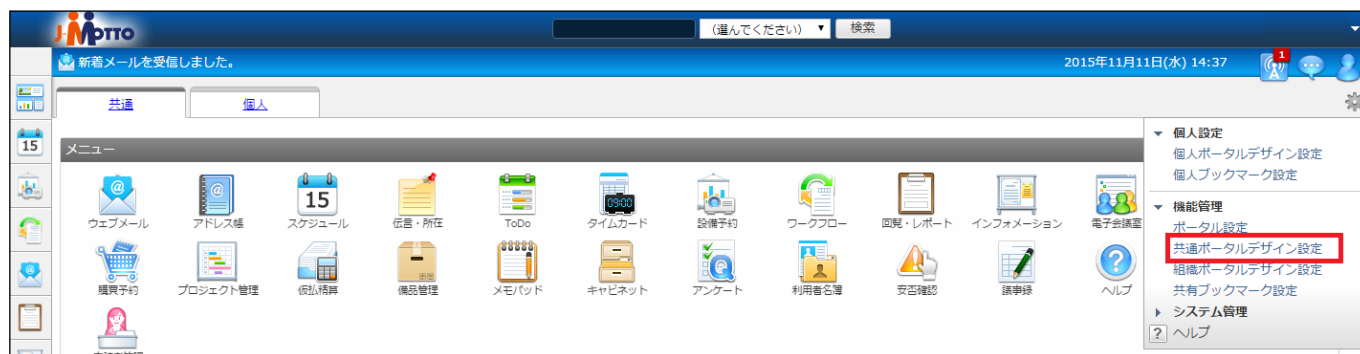 J-MOTTO
(選んでください) ▼ 検索
新着メールを受信しました。 2015年11月11日(水) 14:37 1
共通 個人
15
メニュー
@ @ 15 09:00
ウェブメール アドレス帳 スケジュール 伝言・所在 ToDo タイムカード 設備予約 ワークフロー 回覧・レポート インフォメーション 電子会議室
購買予約 プロジェクト管理 仮払精算 備品管理 メモパッド キャビネット アンケート 利用者名簿 安否確認 議事録 ヘルプ
個人設定
個人ポータルデザイン設定
個人ブックマーク設定
機能管理
ポータル設定
共通ポータルデザイン設定
組織ポータルデザイン設定
共有ブックマーク設定
システム管理
? ヘルプ